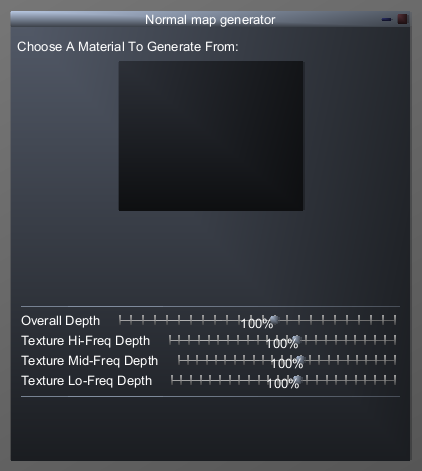 Normal map generator
Choose A Material To Generate From:
Overall Depth 100%
Texture Hi-Freq Depth 100%
Texture Mid-Freq Depth 100%
Texture Lo-Freq Depth 100%